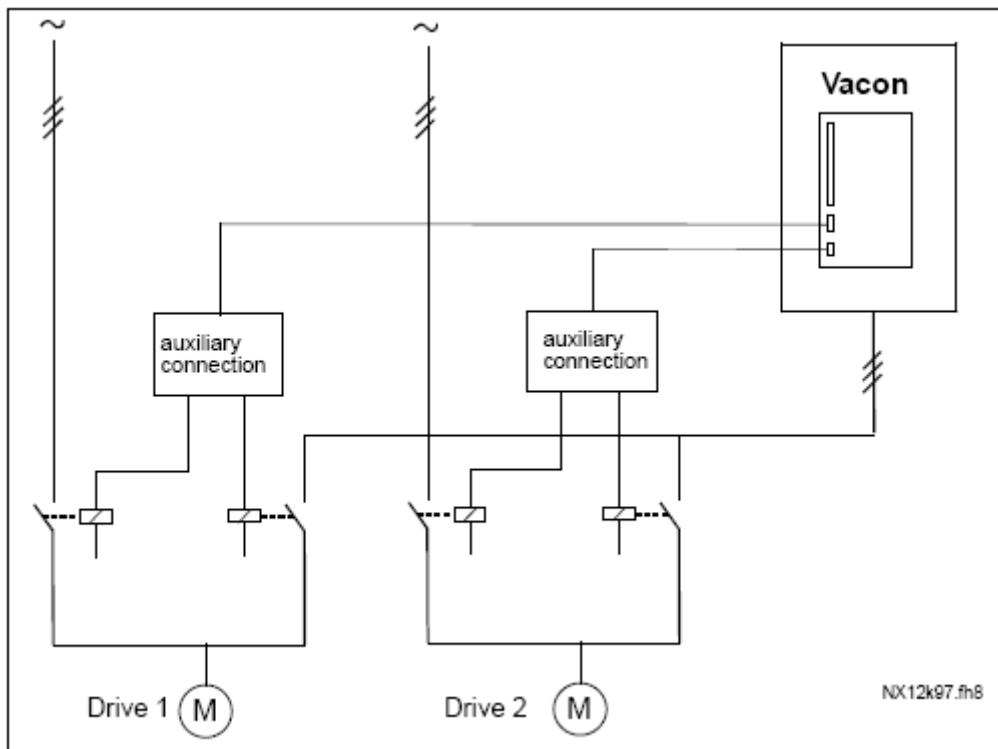 ~
~
Vacon
auxiliary
connection
auxiliary
connection
Drive 1
M
Drive 2
M
NX12k97.fh8